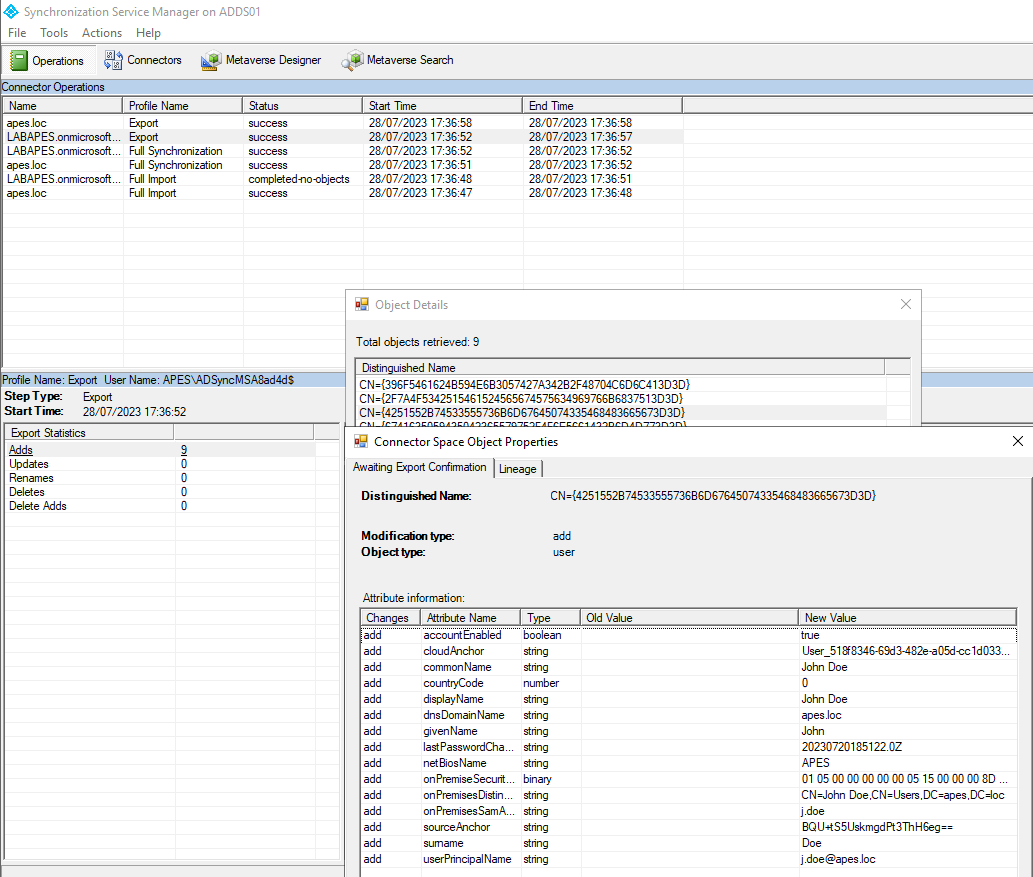 Synchronization Service Manager on ADDS01
File Tools Actions Help
Operations Connectors Metaverse Designer Metaverse Search
Connector Operations
Name Profile Name Status Start Time End Time
apes.loc Export success 28/07/2023 17:36:58 28/07/2023 17:36:58
LABAPES.onmicrosoft... Export success 28/07/2023 17:36:52 28/07/2023 17:36:57
LABAPES.onmicrosoft... Full Synchronization success 28/07/2023 17:36:52 28/07/2023 17:36:52
apes.loc Full Synchronization success 28/07/2023 17:36:51 28/07/2023 17:36:52
LABAPES.onmicrosoft... Full Import completed-no-objects 28/07/2023 17:36:48 28/07/2023 17:36:51
apes.loc Full Import success 28/07/2023 17:36:47 28/07/2023 17:36:48
Profile Name: Export User Name: APES\ADSyncMSA8ad4d$
Step Type: Export
Start Time: 28/07/2023 17:36:52
Export Statistics
Adds 9
Updates 0
Renames 0
Deletes 0
Delete Adds 0
Object Details
Total objects retrieved: 9
Distinguished Name
CN={396F5461624B594E6B3057427A342B2F48704C6D6C413D3D}
CN={2F7A4F534251546152456567457563496976​6B6837513D3D}
CN={4251552B74533555736B6D67645074335468483665673D3D}
Connector Space Object Properties
Awaiting Export Confirmation Lineage
Distinguished Name: CN={4251552B74533555736B6D67645074335468483665673D3D}
Modification type: add
Object type: user
Attribute information:
Changes Attribute Name Type Old Value New Value
add accountEnabled boolean true
add cloudAnchor string User_518f8346-69d3-482e-a05d-cc1d033...
add commonName string John Doe
add countryCode number 0
add displayName string John Doe
add dnsDomainName string apes.loc
add givenName string John
add lastPasswordCha... string 20230720185122.0Z
add netBiosName string APES
add onPremiseSecurit... binary 01 05 00 00 00 00 00 05 15 00 00 00 8D ...
add onPremisesDistin... string CN=John Doe,CN=Users,DC=apes,DC=loc
add onPremisesSamA... string j.doe
add sourceAnchor string BQU+tS5UskmgdPt3ThH6eg==
add surname string Doe
add userPrincipalName string j.doe@apes.loc